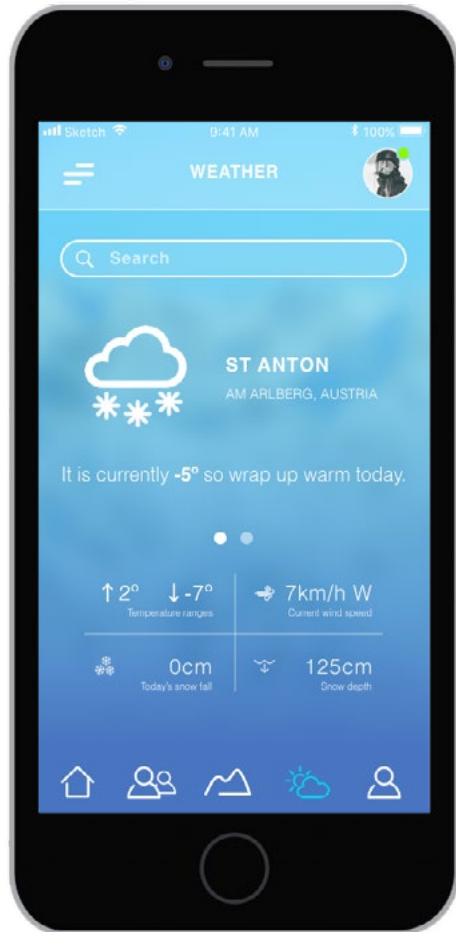 Sketch 9:41 AM 100%
WEATHER
Search
ST ANTON
AM ARLBERG, AUSTRIA
It is currently -5° so wrap up warm today.
↑2° ↓-7° 7km/h W
Temperature ranges Current wind speed
0cm 125cm
Today's snow fall Snow depth